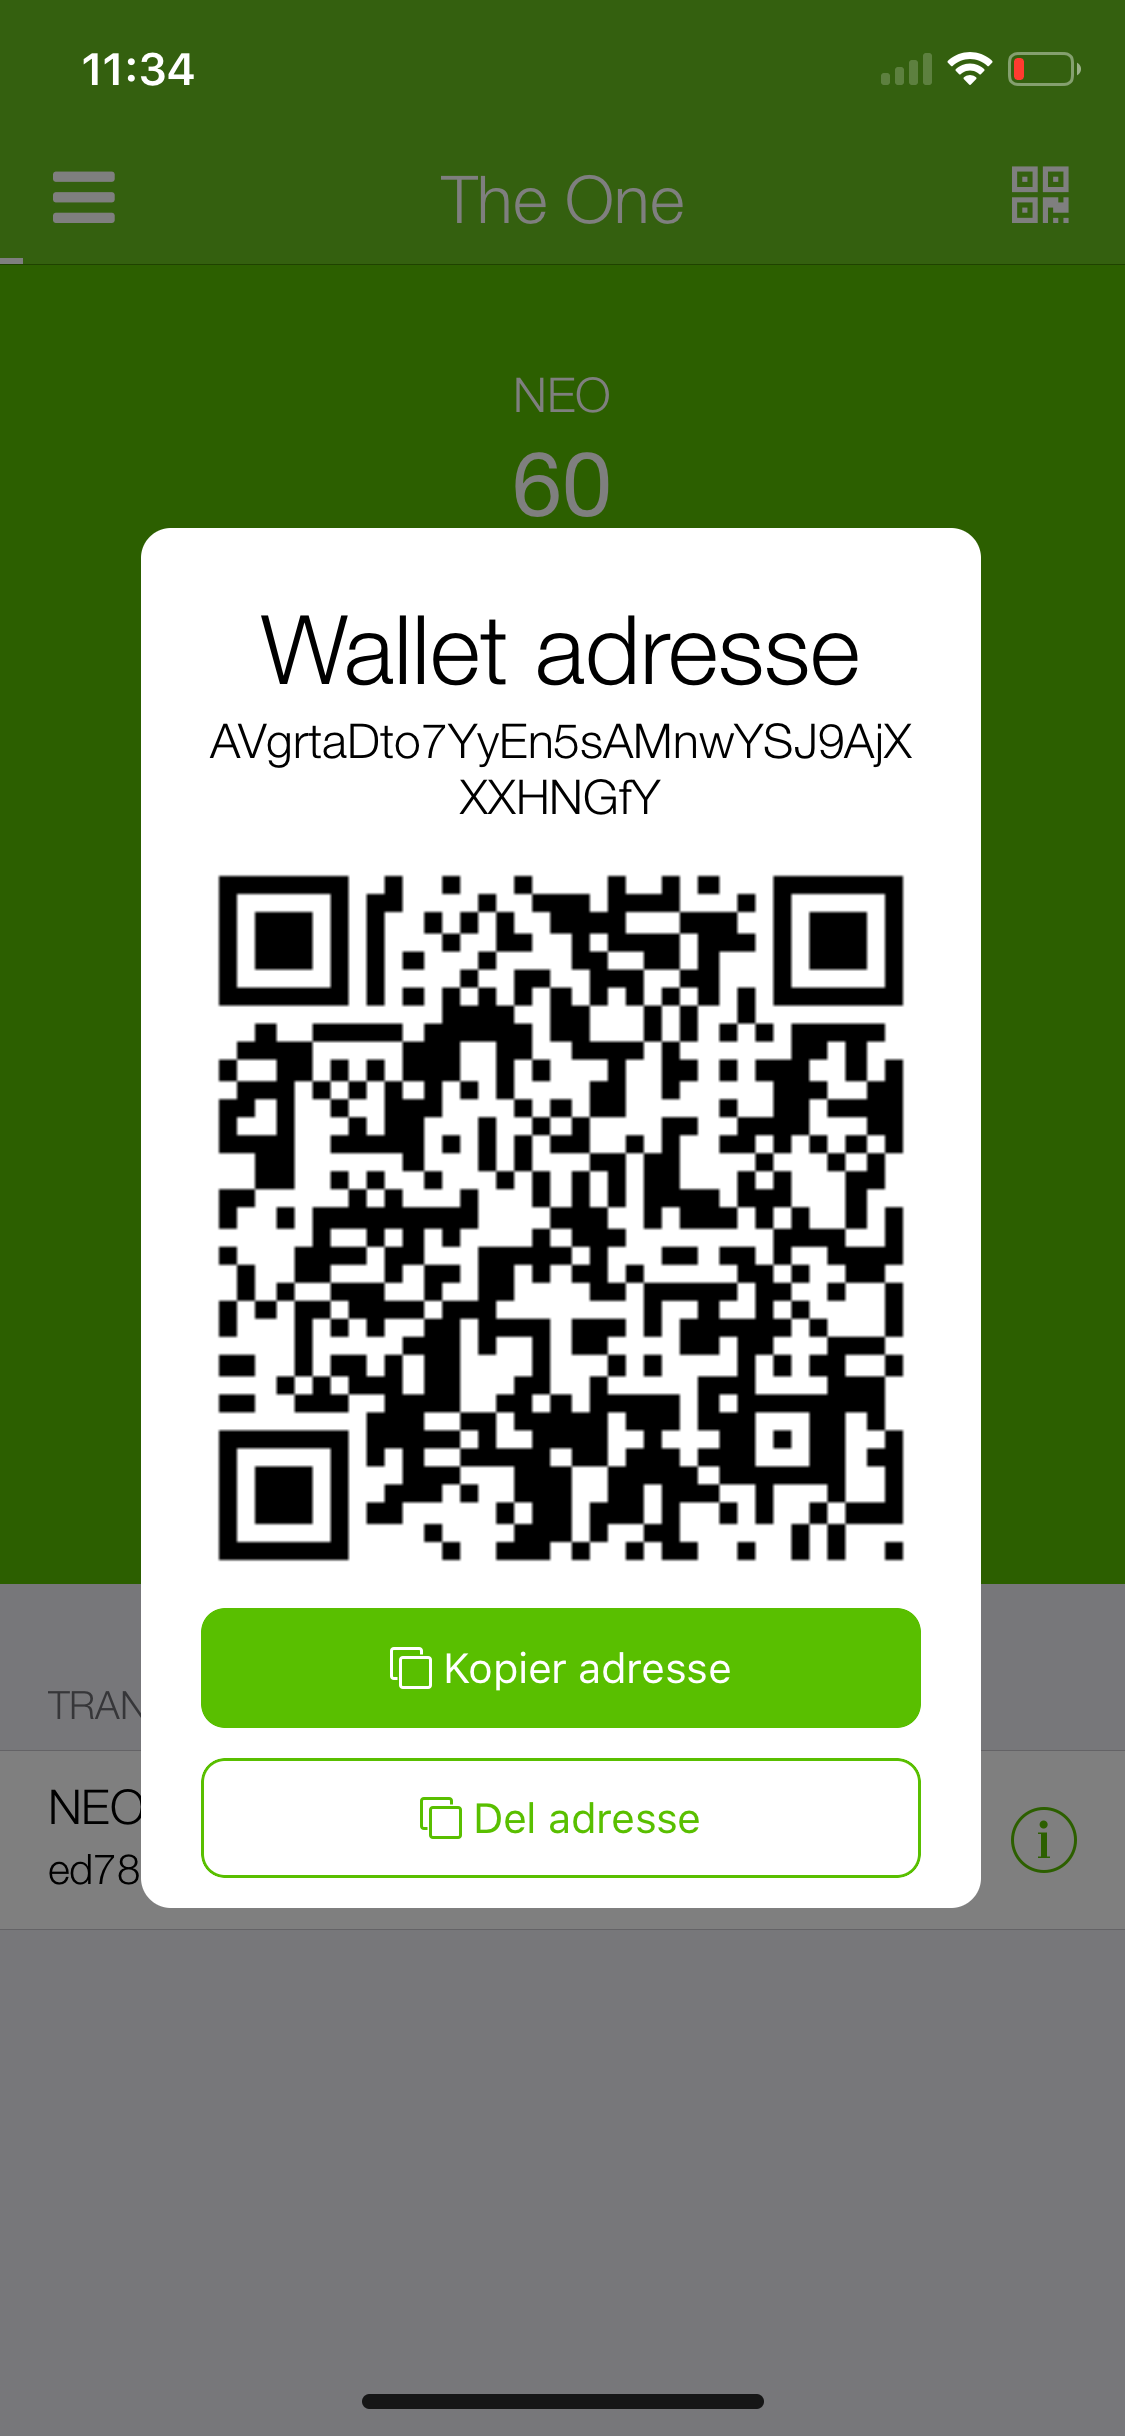 11:34
The One
NEO
60
Wallet adresse
AVgrtaDto7YyEn5sAMnwYSJ9AjX
XXHNGfY
Kopier adresse
TRAN
Del adresse
NEO
ed78